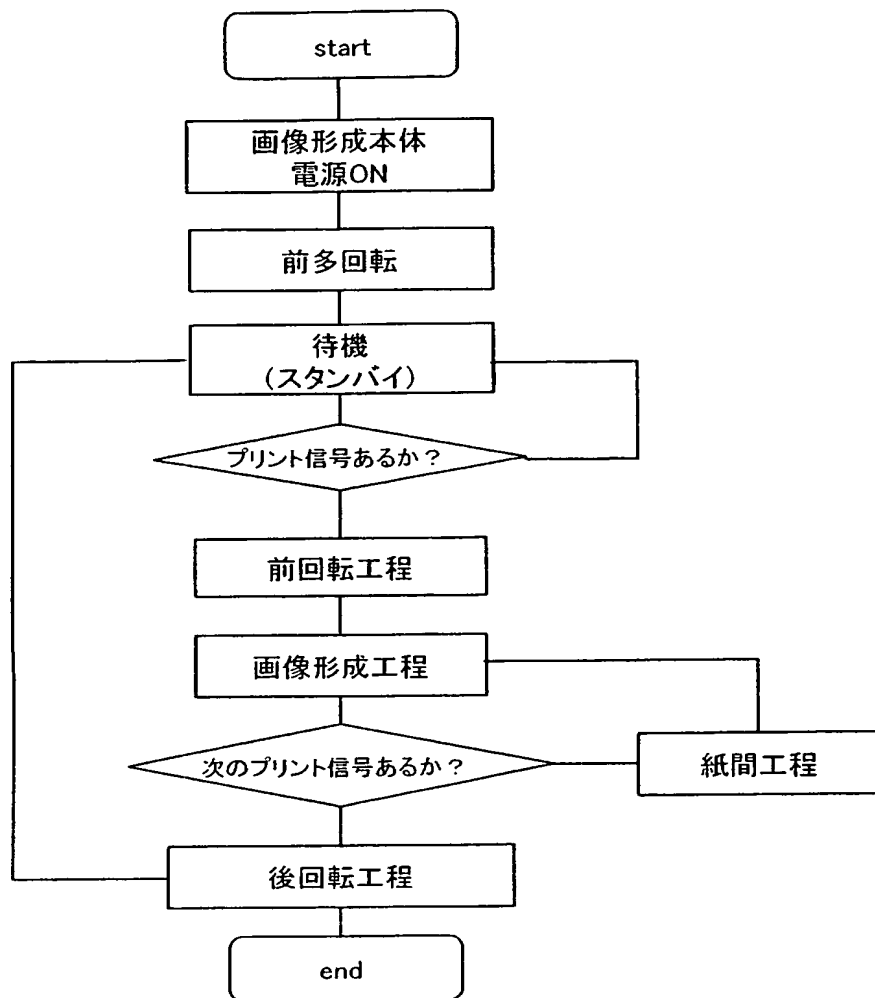 start
画像形成本体
電源ON
前多回転
待機
(スタンバイ)
プリント信号あるか？
前回転工程
画像形成工程
次のプリント信号あるか？
紙間工程
後回転工程
end